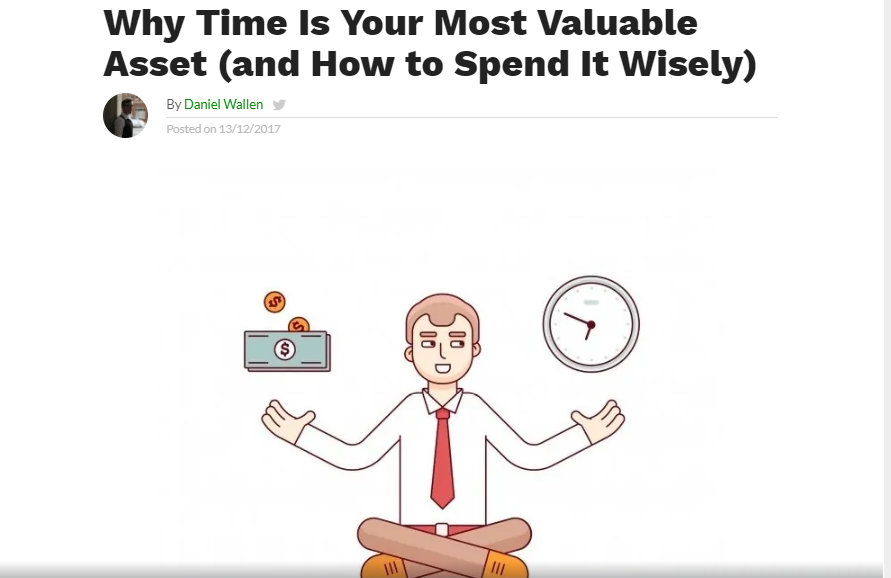 Why Time Is Your Most Valuable
Asset (and How to Spend It Wisely)
By Daniel Wallen
Posted on 13/12/2017
$
$
$